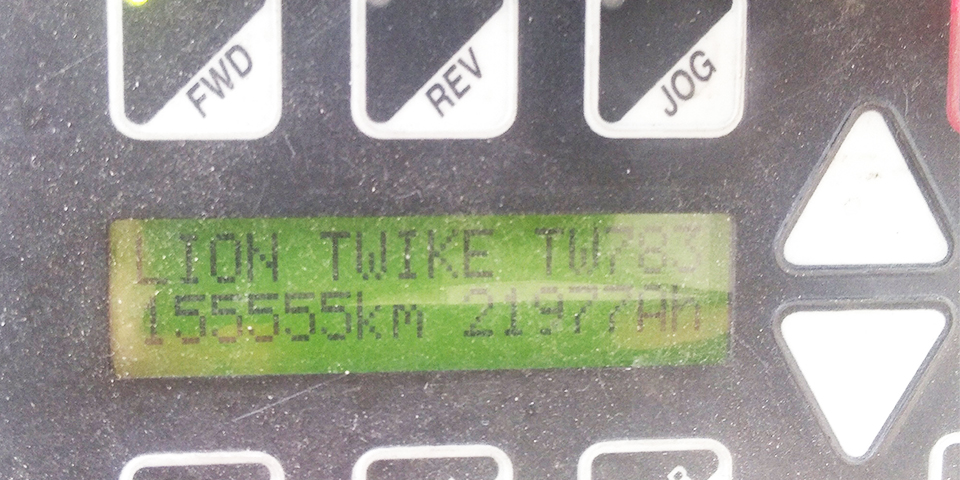 FWD
REV
JOG
LION TWIKE TW783
155555km 21977Ah